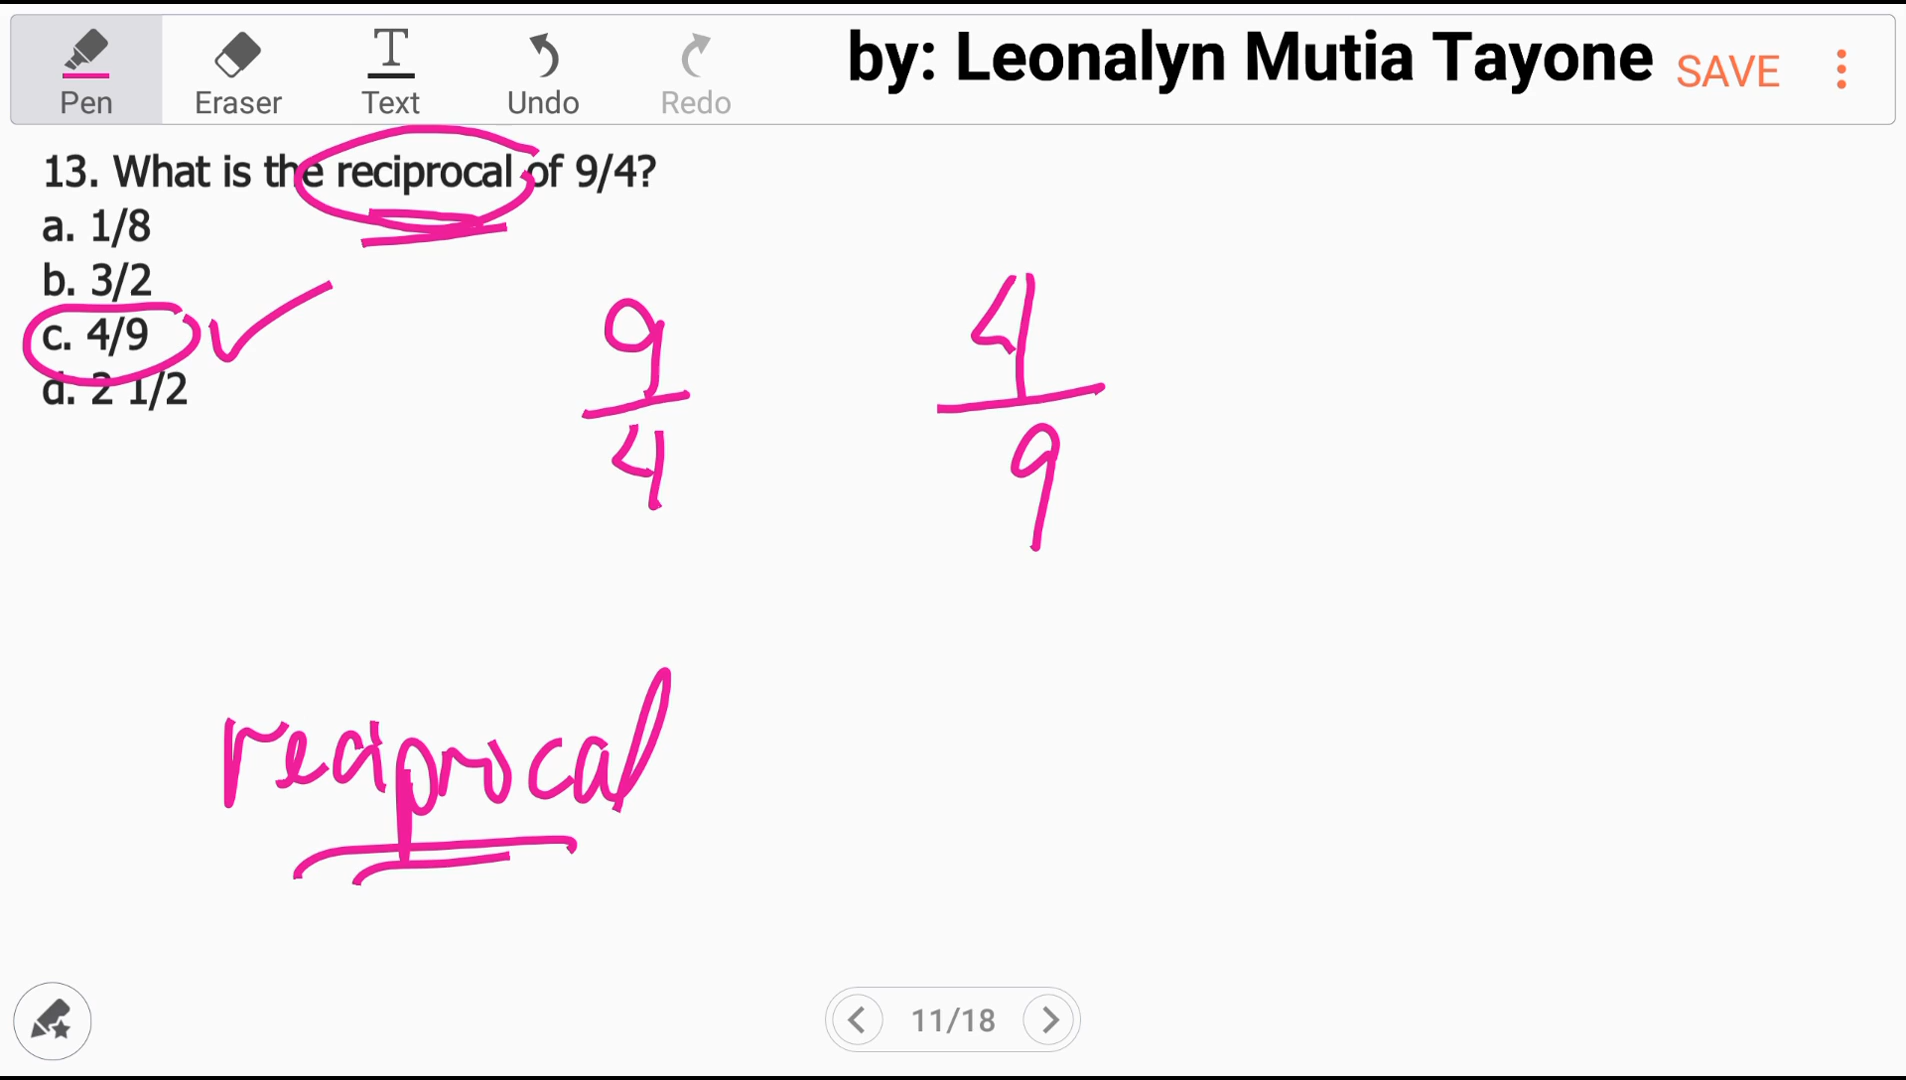 Pen Eraser Text Undo Redo by: Leonalyn Mutia Tayone SAVE
13. What is the reciprocal of 9/4?
a. 1/8
b. 3/2
c. 4/9
d. 2 1/2
9/4 4/9
reciprocal
11/18